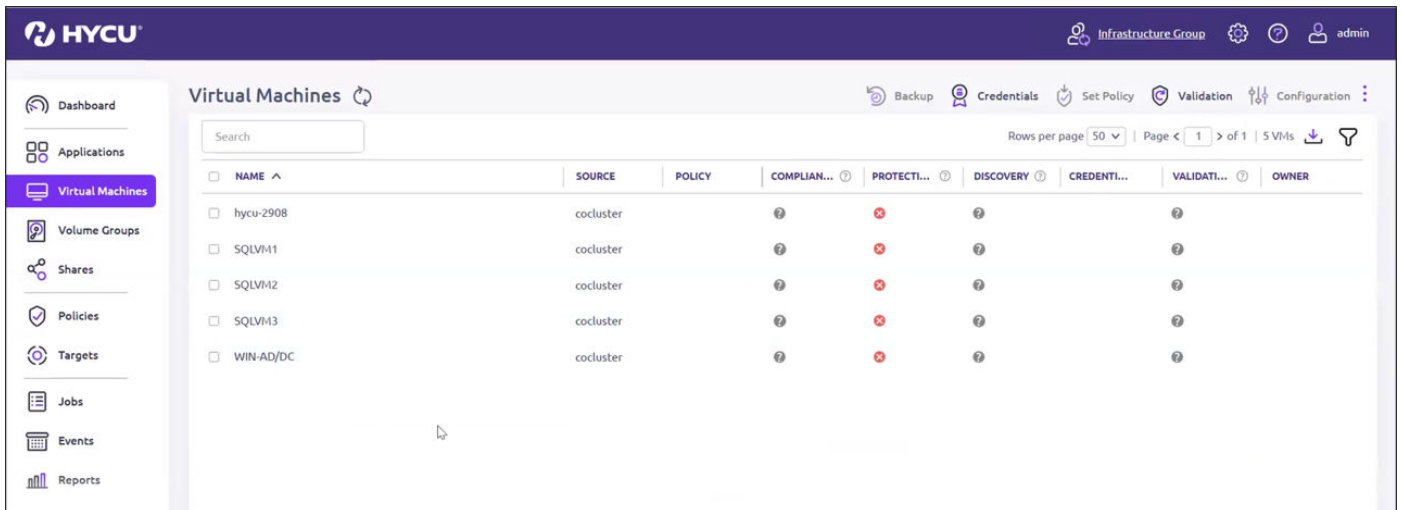 HYCU®
Infrastructure Group
admin
Dashboard
Applications
Virtual Machines
Volume Groups
Shares
Policies
Targets
Jobs
Events
Reports
Virtual Machines
Backup Credentials Set Policy Validation Configuration
Search
Rows per page 50 | Page < 1 > of 1 | 5 VMs
NAME SOURCE POLICY COMPLIAN... ? PROTECTI... ? DISCOVERY ? CREDENTI... VALIDATI... ? OWNER
hycu-2908 cocluster ? ? ?
SQLVM1 cocluster ? ? ?
SQLVM2 cocluster ? ? ?
SQLVM3 cocluster ? ? ?
WIN-AD/DC cocluster ? ? ?